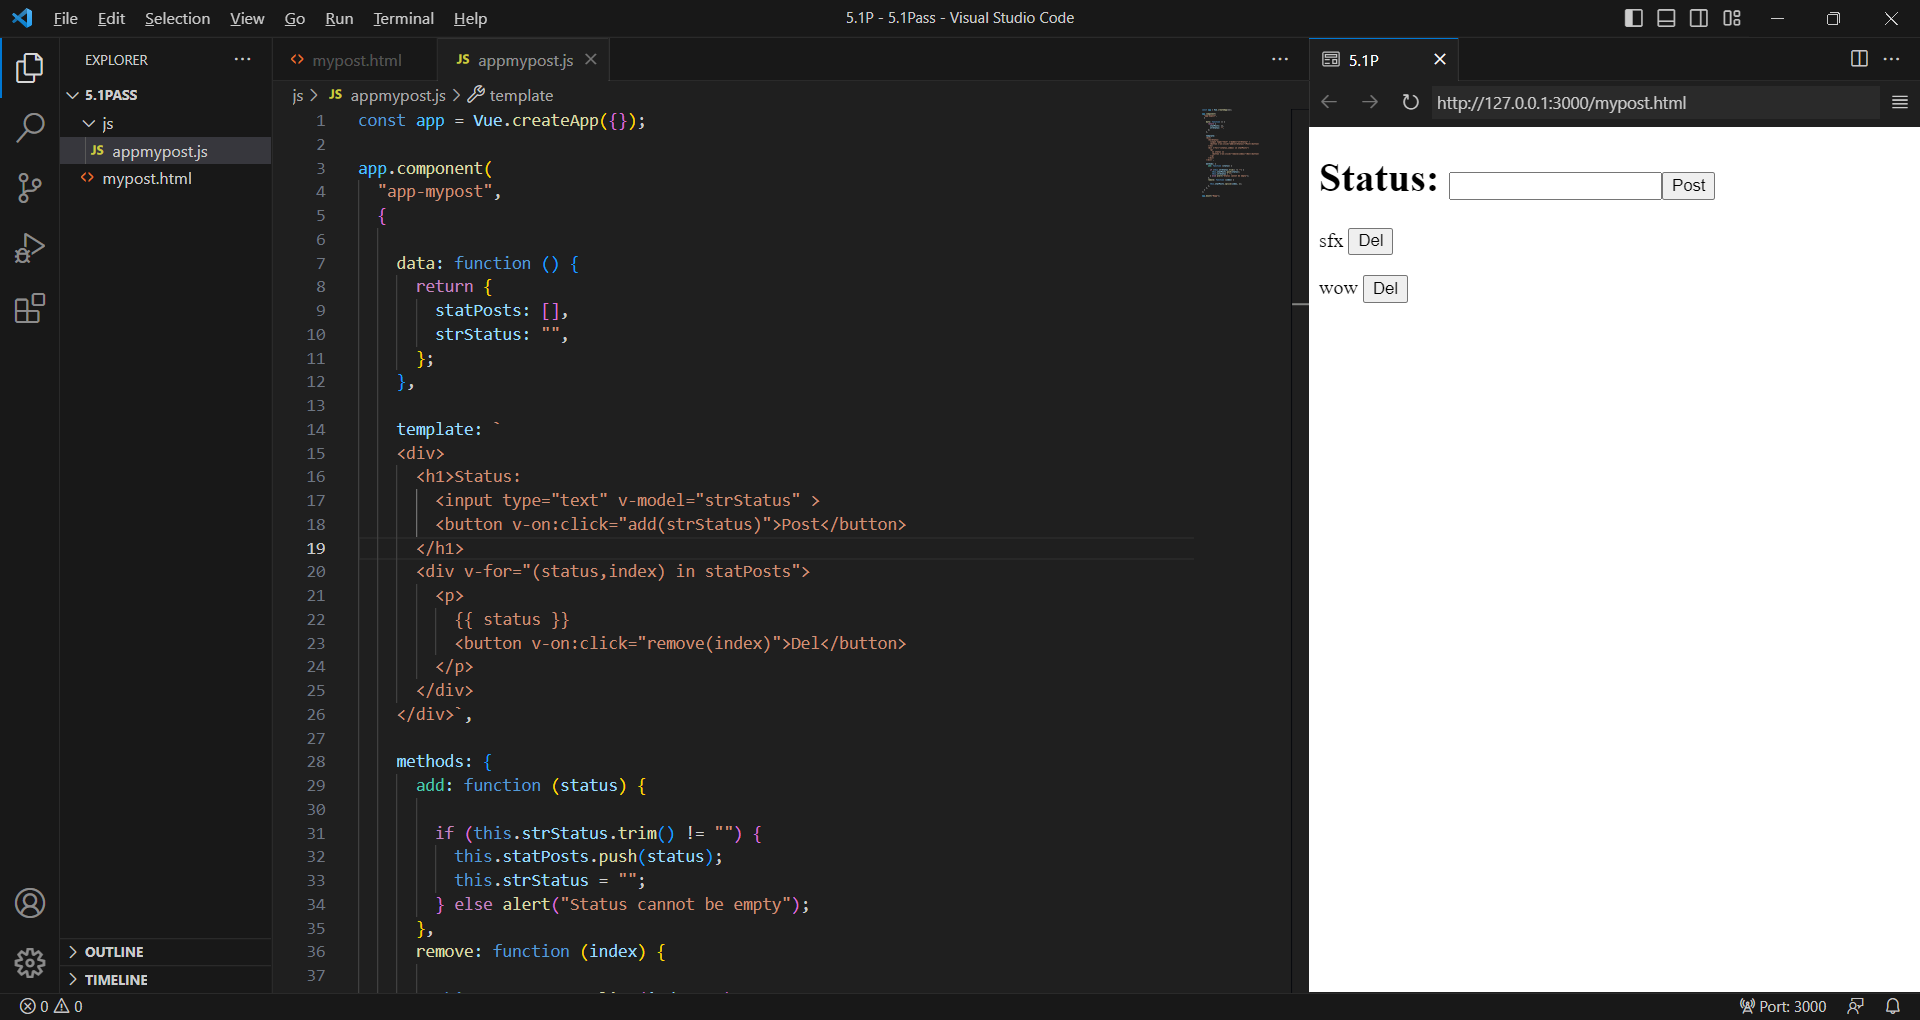 File Edit Selection View Go Run Terminal Help
5.1P - 5.1Pass - Visual Studio Code
EXPLORER
5.1PASS
js
JS appmypost.js
<> mypost.html
OUTLINE
TIMELINE
<> mypost.html
JS appmypost.js
js > JS appmypost.js > template
1 const app = Vue.createApp({});
2
3 app.component(
4 "app-mypost",
5 {
6
7 data: function () {
8 return {
9 statPosts: [],
10 strStatus: "",
11 };
12 },
13
14 template: `
15 <div>
16 <h1>Status:
17 <input type="text" v-model="strStatus" >
18 <button v-on:click="add(strStatus)">Post</button>
19 </h1>
20 <div v-for="(status,index) in statPosts">
21 <p>
22 {{ status }}
23 <button v-on:click="remove(index)">Del</button>
24 </p>
25 </div>
26 </div>`,
27
28 methods: {
29 add: function (status) {
30
31 if (this.strStatus.trim() != "") {
32 this.statPosts.push(status);
33 this.strStatus = "";
34 } else alert("Status cannot be empty");
35 },
36 remove: function (index) {
37
5.1P
http://127.0.0.1:3000/mypost.html
Status: Post
sfx Del
wow Del
0 0
Port: 3000